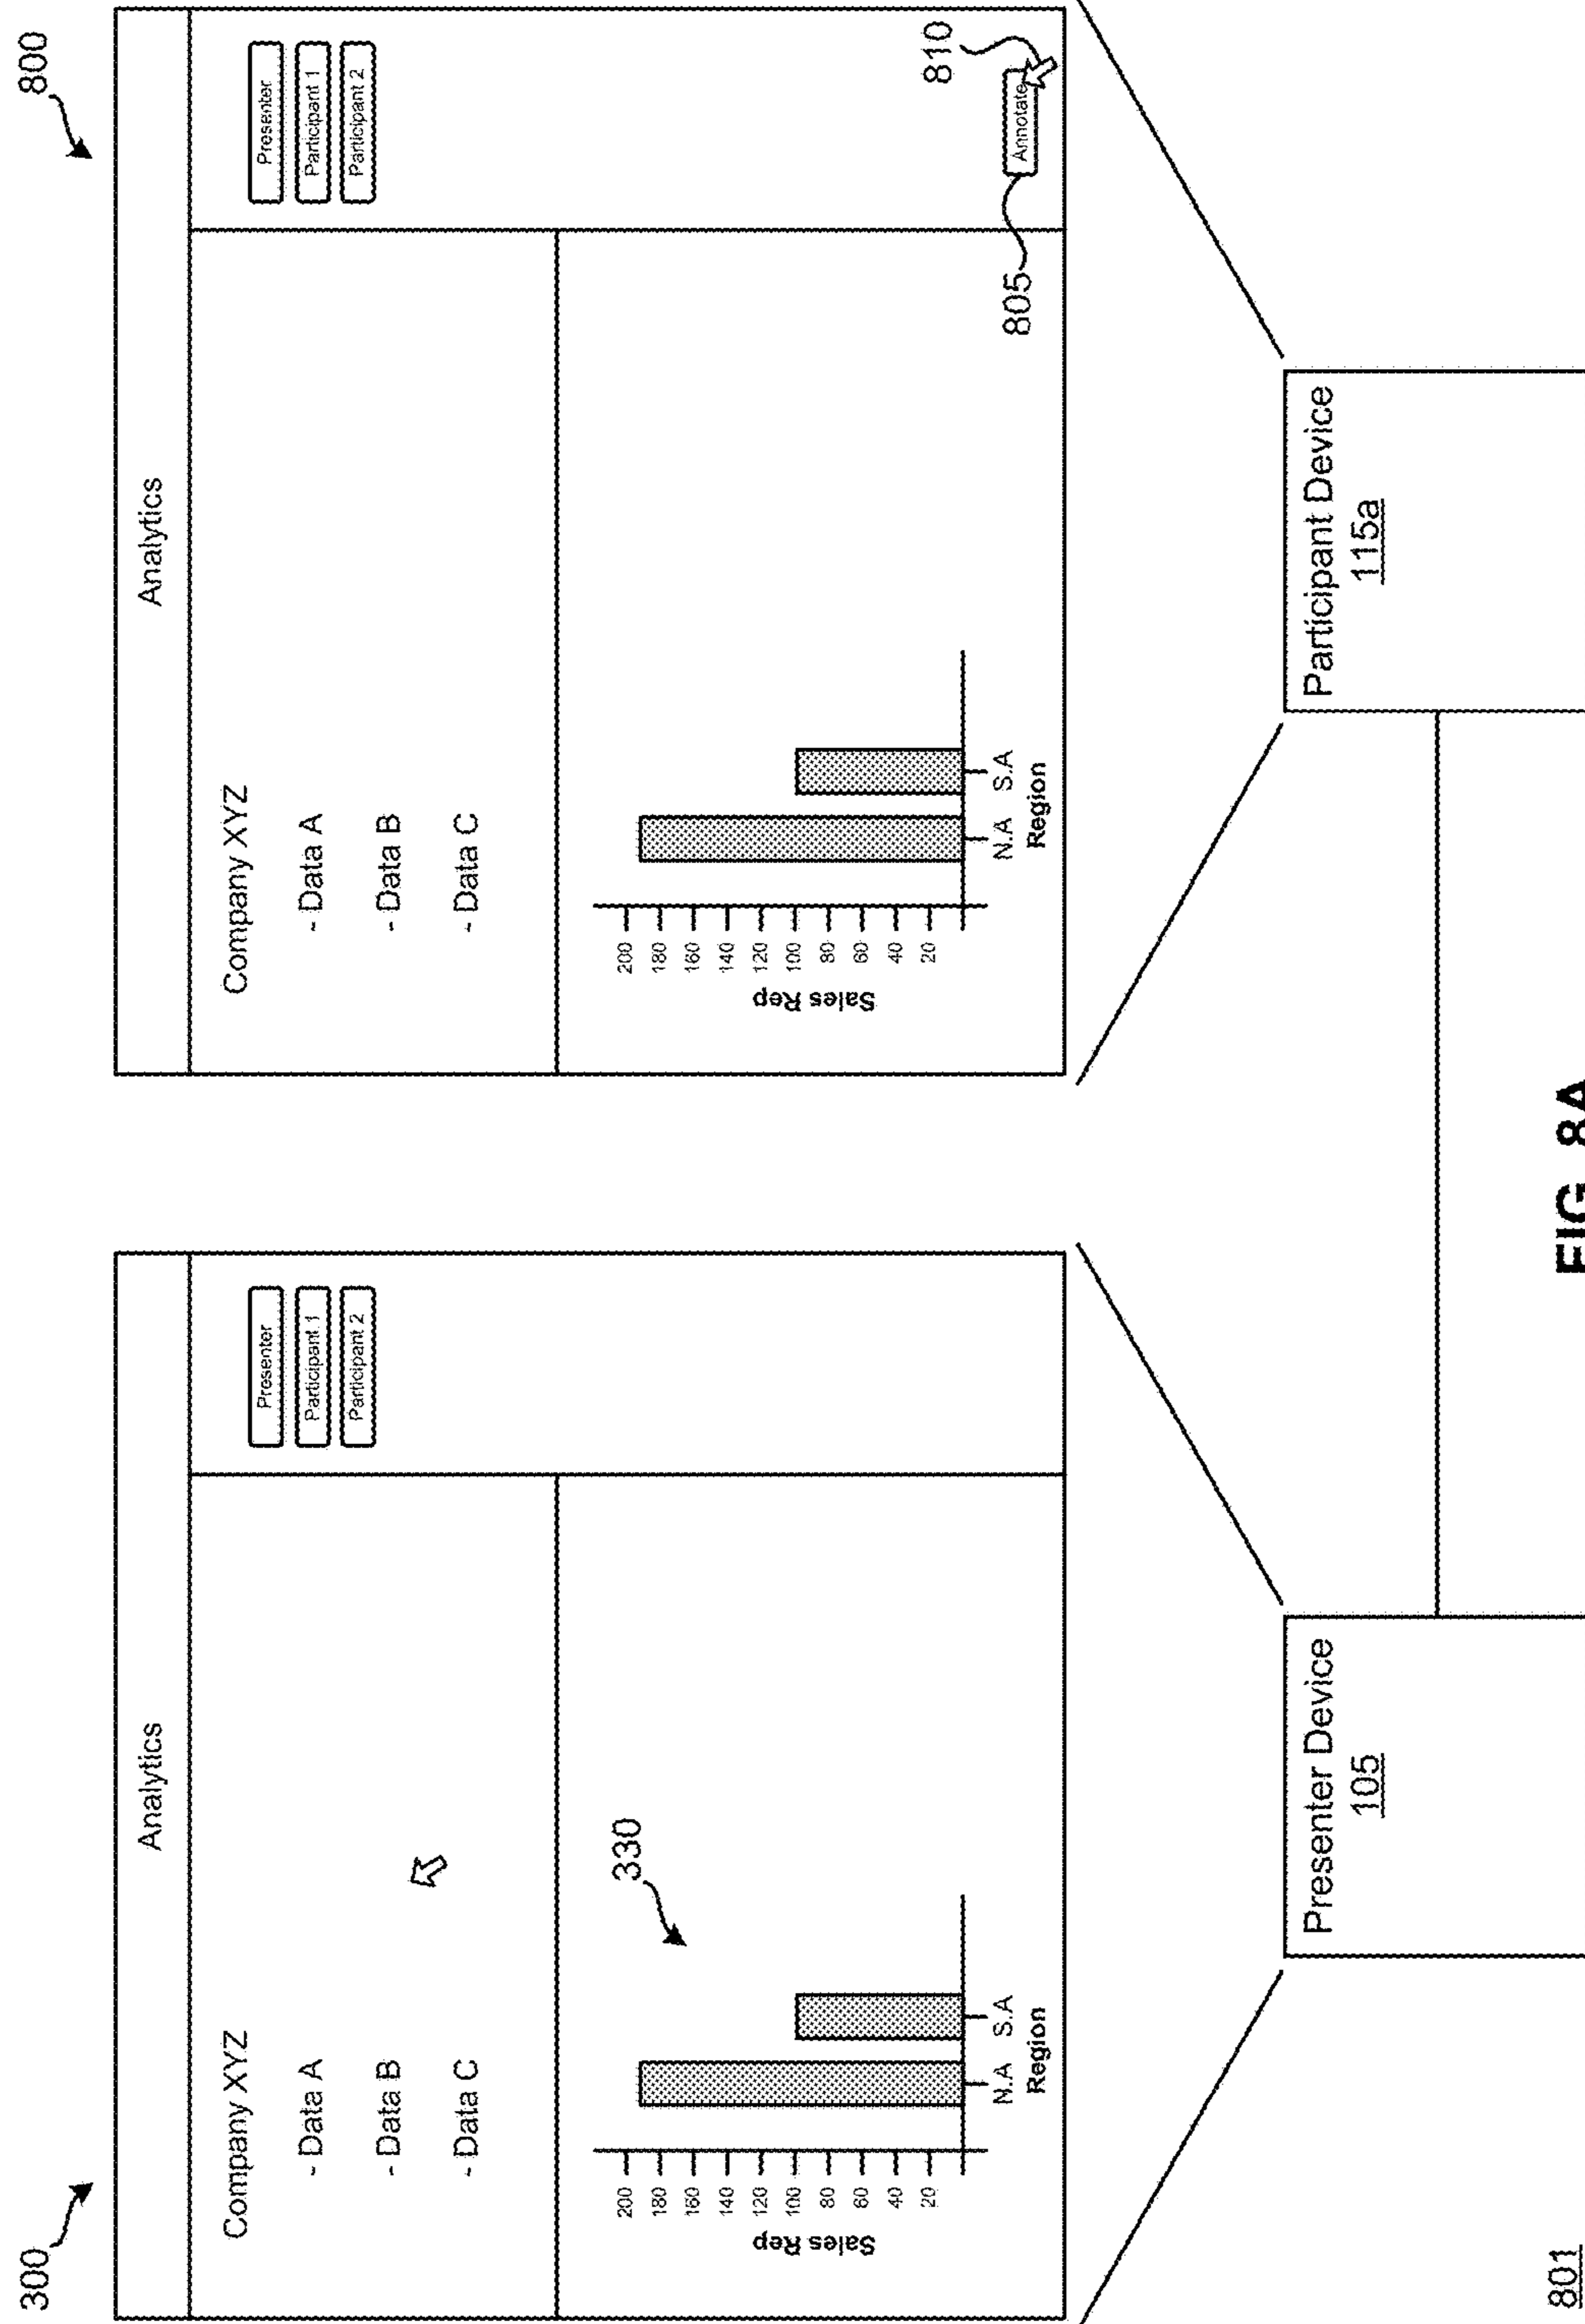 300
Analytics
Company XYZ
- Data A
- Data B
- Data C
Presenter
Participant 1
Participant 2
330
Sales Rep
200
180
160
140
120
100
80
60
40
20
N.A S.A
Region
Presenter Device
105
800
Analytics
Company XYZ
- Data A
- Data B
- Data C
Presenter
Participant 1
Participant 2
Sales Rep
200
180
160
140
120
100
80
60
40
20
N.A S.A
Region
805
Annotate
810
Participant Device
115a
801
FIG. 8A